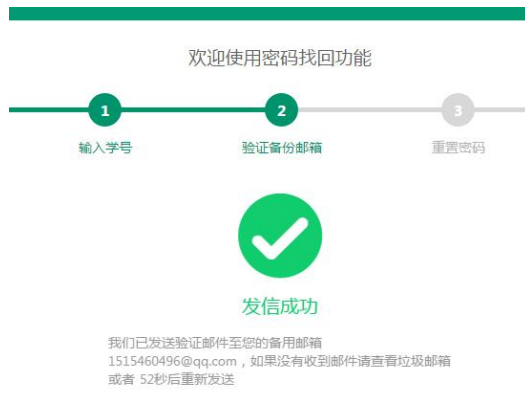 欢迎使用密码找回功能
1 2 3
输入学号 验证备份邮箱 重置密码
发信成功
我们已发送验证邮件至您的备用邮箱
1515460496@qq.com，如果没有收到邮件请查看垃圾邮箱
或者 52秒后重新发送